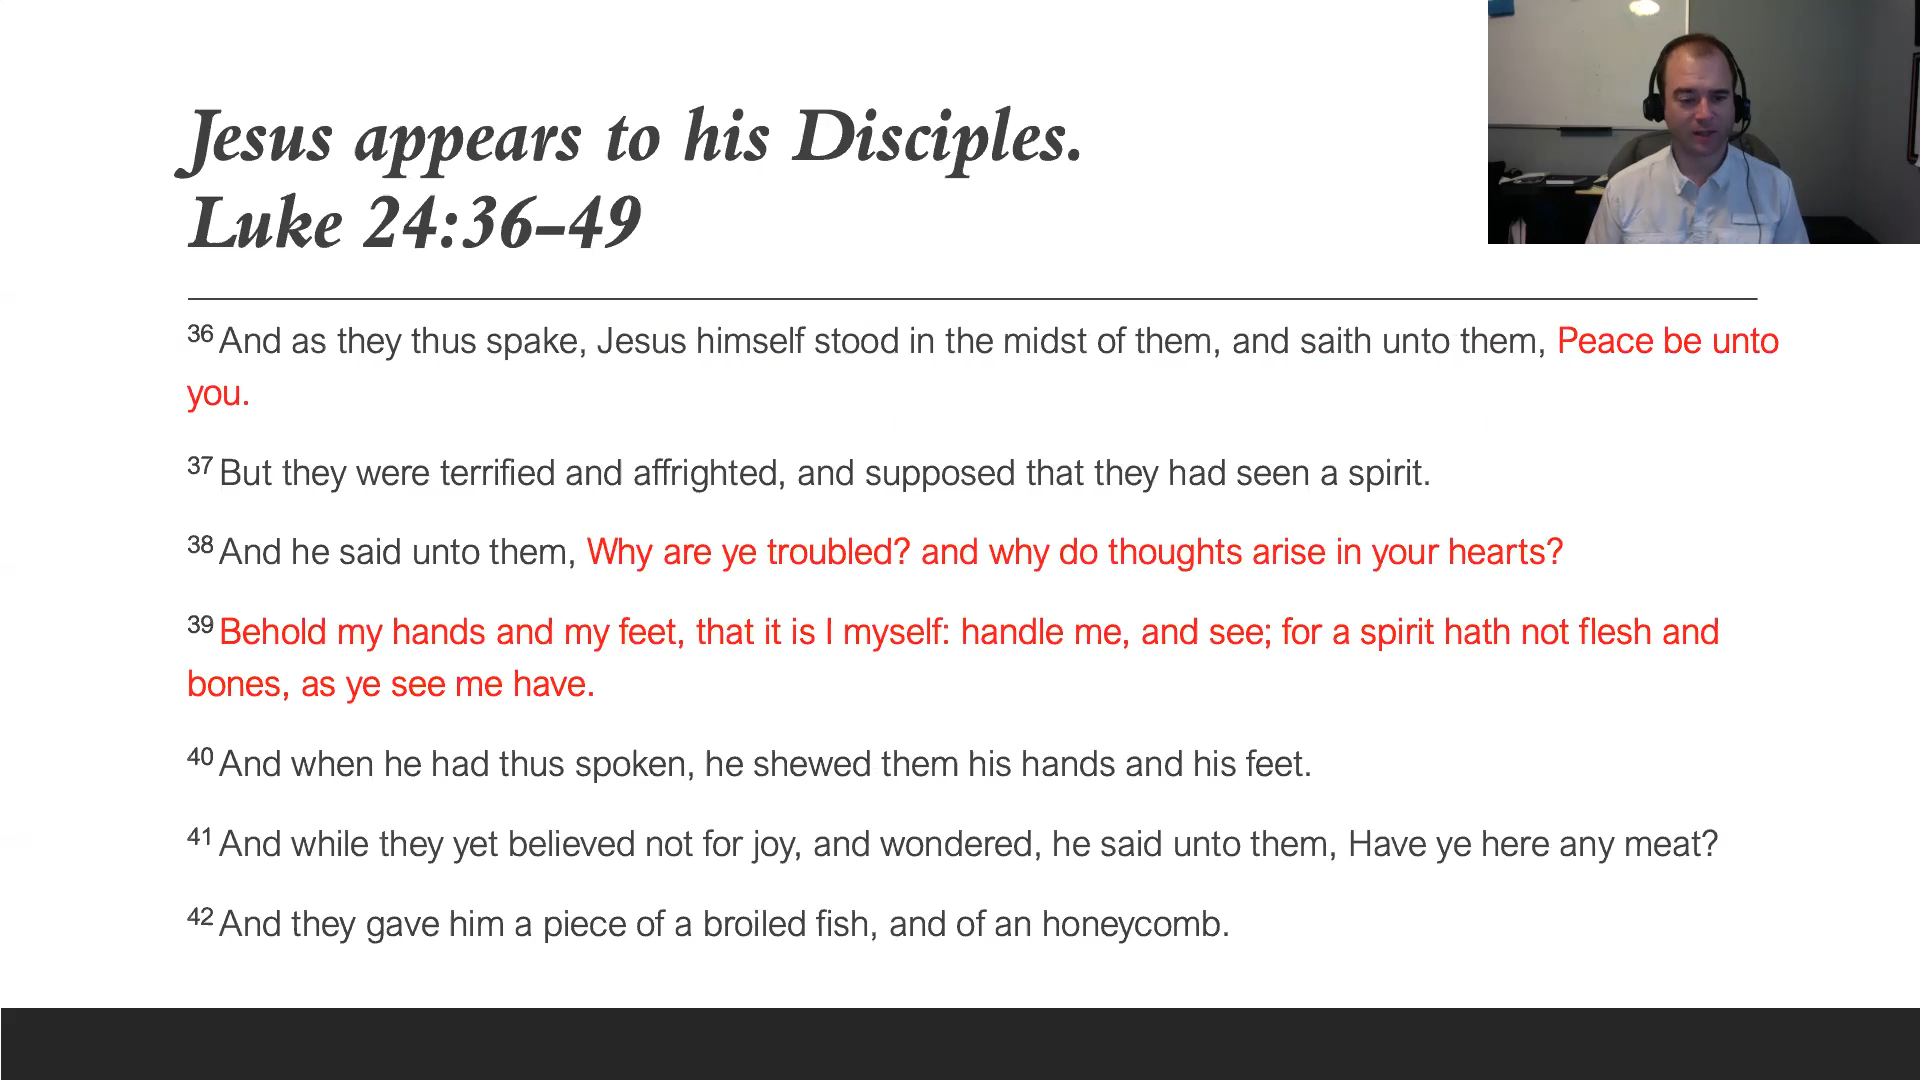 Jesus appears to his Disciples.
Luke 24:36–49
36 And as they thus spake, Jesus himself stood in the midst of them, and saith unto them, Peace be unto
you.
37 But they were terrified and affrighted, and supposed that they had seen a spirit.
38 And he said unto them, Why are ye troubled? and why do thoughts arise in your hearts?
39 Behold my hands and my feet, that it is I myself: handle me, and see; for a spirit hath not flesh and
bones, as ye see me have.
40 And when he had thus spoken, he shewed them his hands and his feet.
41 And while they yet believed not for joy, and wondered, he said unto them, Have ye here any meat?
42 And they gave him a piece of a broiled fish, and of an honeycomb.